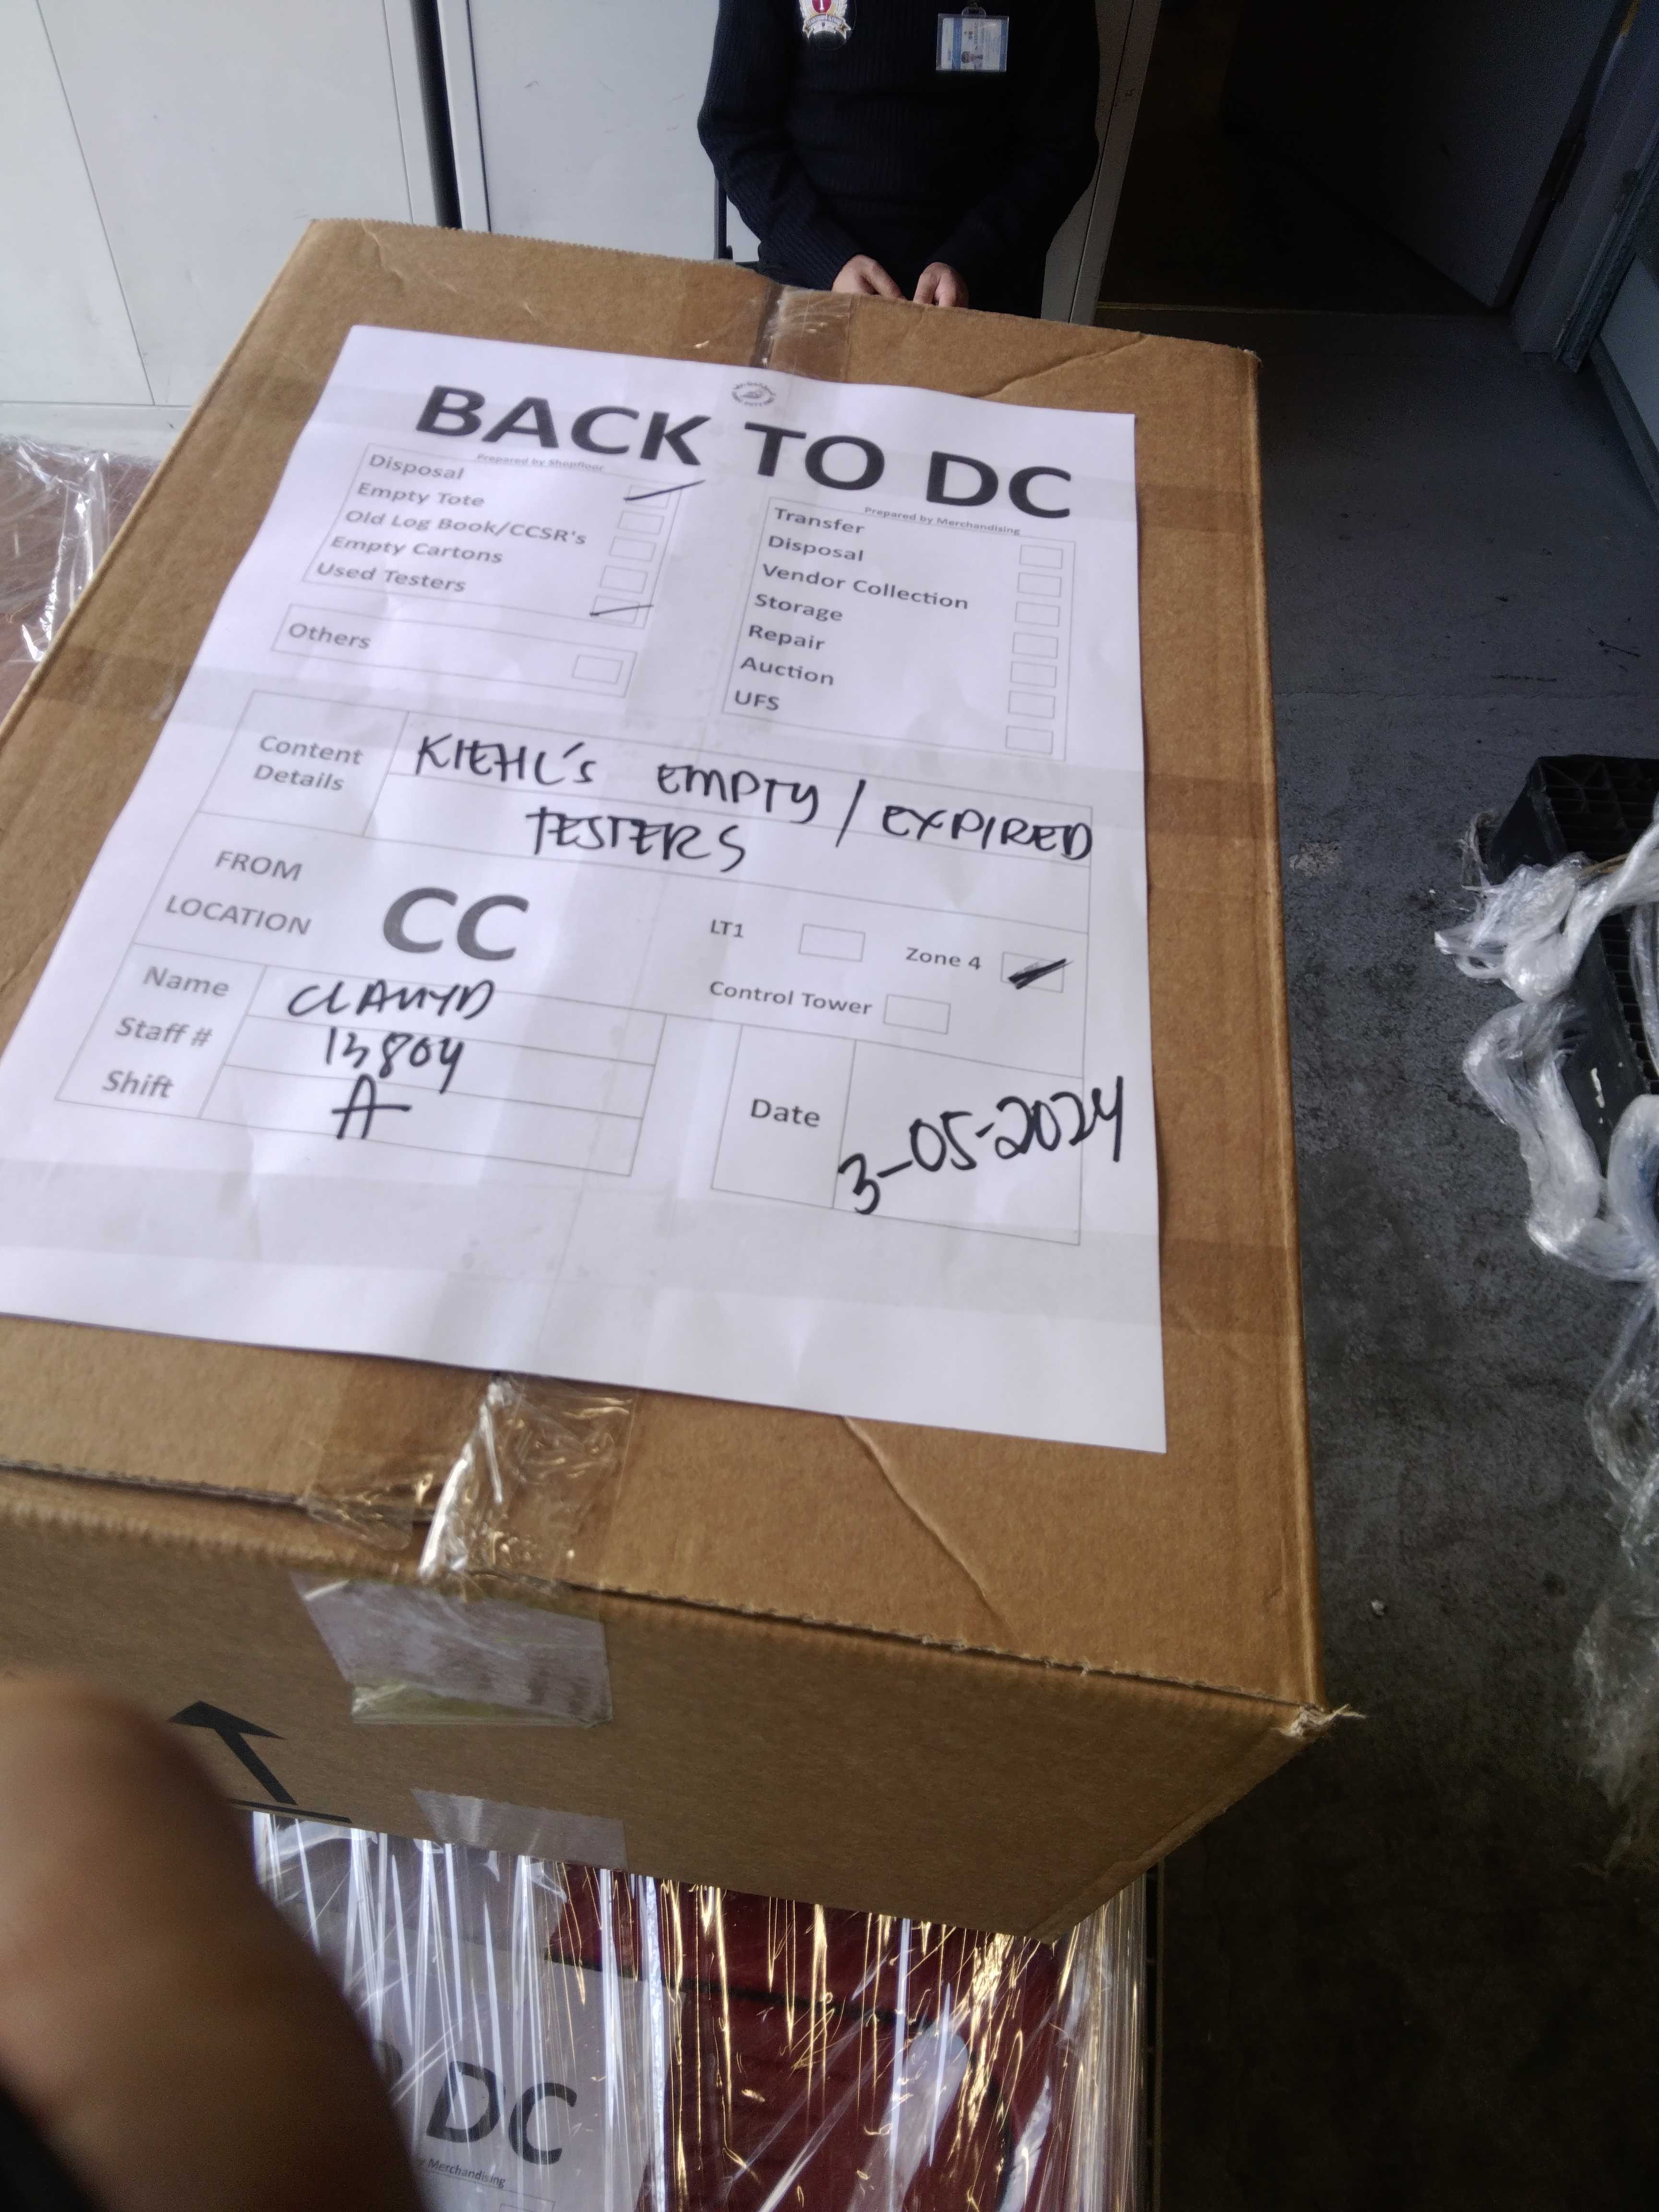 BACK TO DC
Prepared by Shopfloor
Disposal
Empty Tote
Old Log Book/CCSR's
Empty Cartons
Used Testers
Others
Prepared by Merchandising
Transfer
Disposal
Vendor Collection
Storage
Repair
Auction
UFS
Content
Details
KIEHL'S EMPTY / EXPIRED
TESTERS
FROM
LOCATION
CC
LT1
Zone 4
Control Tower
Name
Staff #
13804
Shift
A
Date
3-05-2024
DC
Merchandising